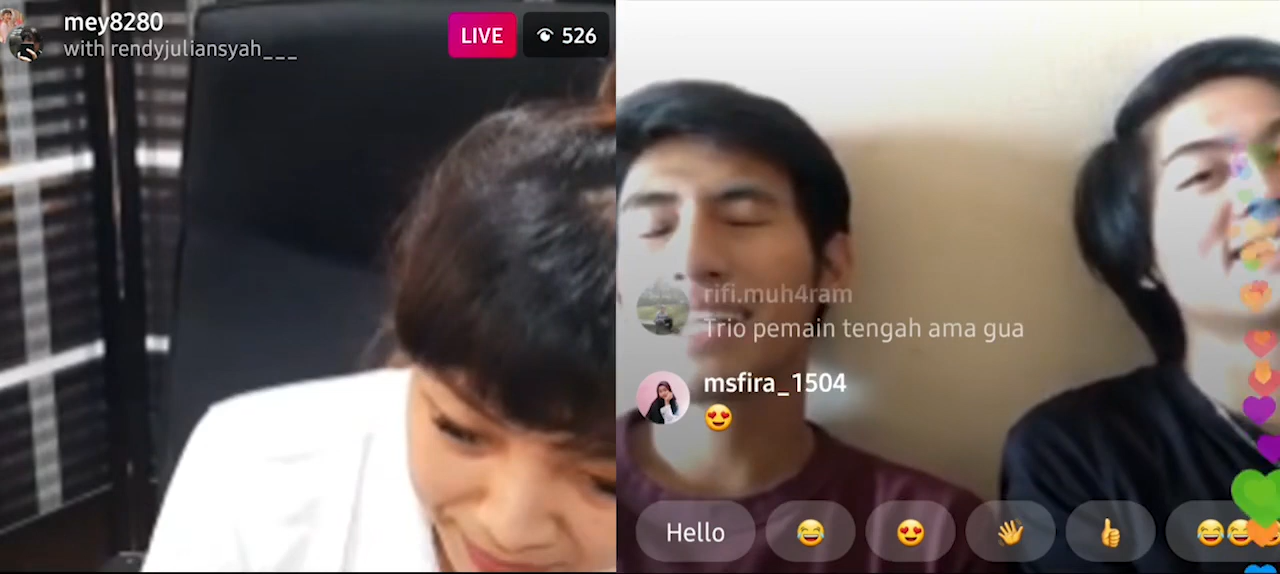 mey8280
with rendyjuliansyah___
LIVE
526
rifi.muh4ram
Trio pemain tengah ama gua
msfira_1504
😍
Hello
😂
😍
👋
👍
😂😂